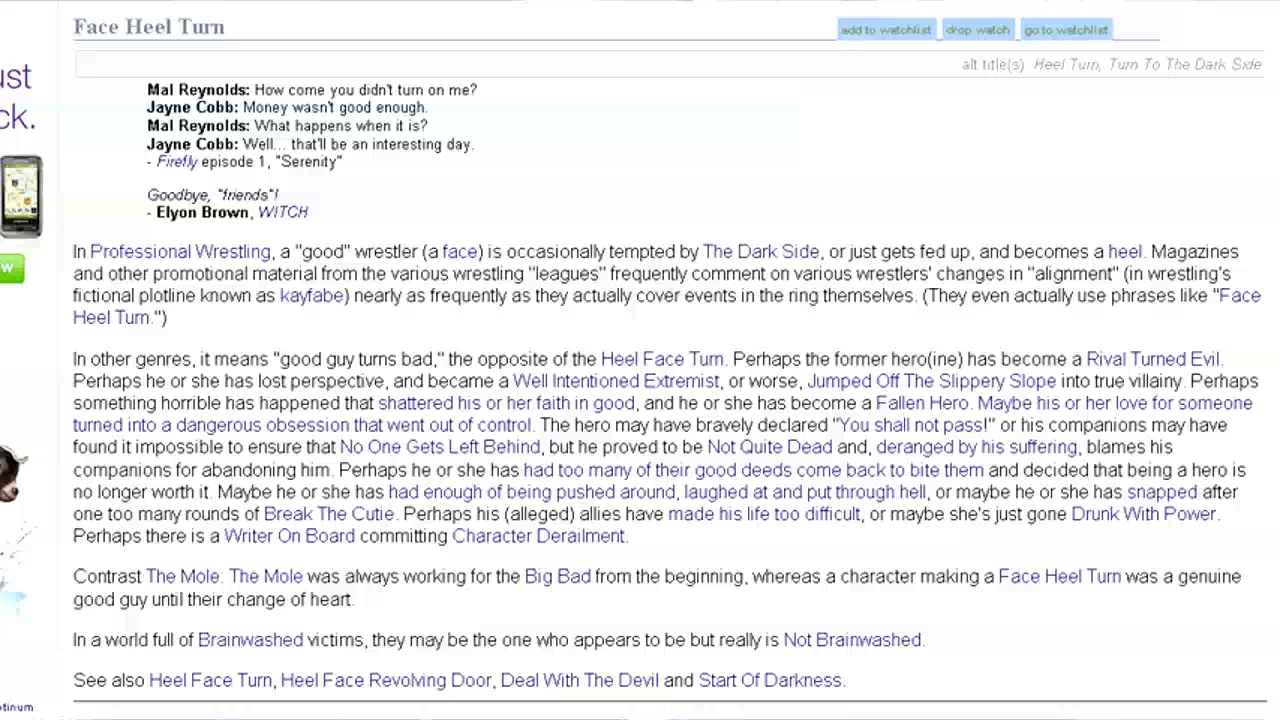 Face Heel Turn
add to watchlist drop watch go to watchlist
alt title(s) Heel Turn, Turn To The Dark Side
Mal Reynolds: How come you didn't turn on me?
Jayne Cobb: Money wasn't good enough.
Mal Reynolds: What happens when it is?
Jayne Cobb: Well... that'll be an interesting day.
- Firefly episode 1, "Serenity"
Goodbye, "friends"!
- Elyon Brown, WITCH
In Professional Wrestling, a "good" wrestler (a face) is occasionally tempted by The Dark Side, or just gets fed up, and becomes a heel. Magazines
and other promotional material from the various wrestling "leagues" frequently comment on various wrestlers' changes in "alignment" (in wrestling's
fictional plotline known as kayfabe) nearly as frequently as they actually cover events in the ring themselves. (They even actually use phrases like "Face
Heel Turn.")
In other genres, it means "good guy turns bad," the opposite of the Heel Face Turn. Perhaps the former hero(ine) has become a Rival Turned Evil.
Perhaps he or she has lost perspective, and became a Well Intentioned Extremist, or worse, Jumped Off The Slippery Slope into true villainy. Perhaps
something horrible has happened that shattered his or her faith in good, and he or she has become a Fallen Hero. Maybe his or her love for someone
turned into a dangerous obsession that went out of control. The hero may have bravely declared "You shall not pass!" or his companions may have
found it impossible to ensure that No One Gets Left Behind, but he proved to be Not Quite Dead and, deranged by his suffering, blames his
companions for abandoning him. Perhaps he or she has had too many of their good deeds come back to bite them and decided that being a hero is
no longer worth it. Maybe he or she has had enough of being pushed around, laughed at and put through hell, or maybe he or she has snapped after
one too many rounds of Break The Cutie. Perhaps his (alleged) allies have made his life too difficult, or maybe she's just gone Drunk With Power.
Perhaps there is a Writer On Board committing Character Derailment.
Contrast The Mole: The Mole was always working for the Big Bad from the beginning, whereas a character making a Face Heel Turn was a genuine
good guy until their change of heart.
In a world full of Brainwashed victims, they may be the one who appears to be but really is Not Brainwashed.
See also Heel Face Turn, Heel Face Revolving Door, Deal With The Devil and Start Of Darkness.